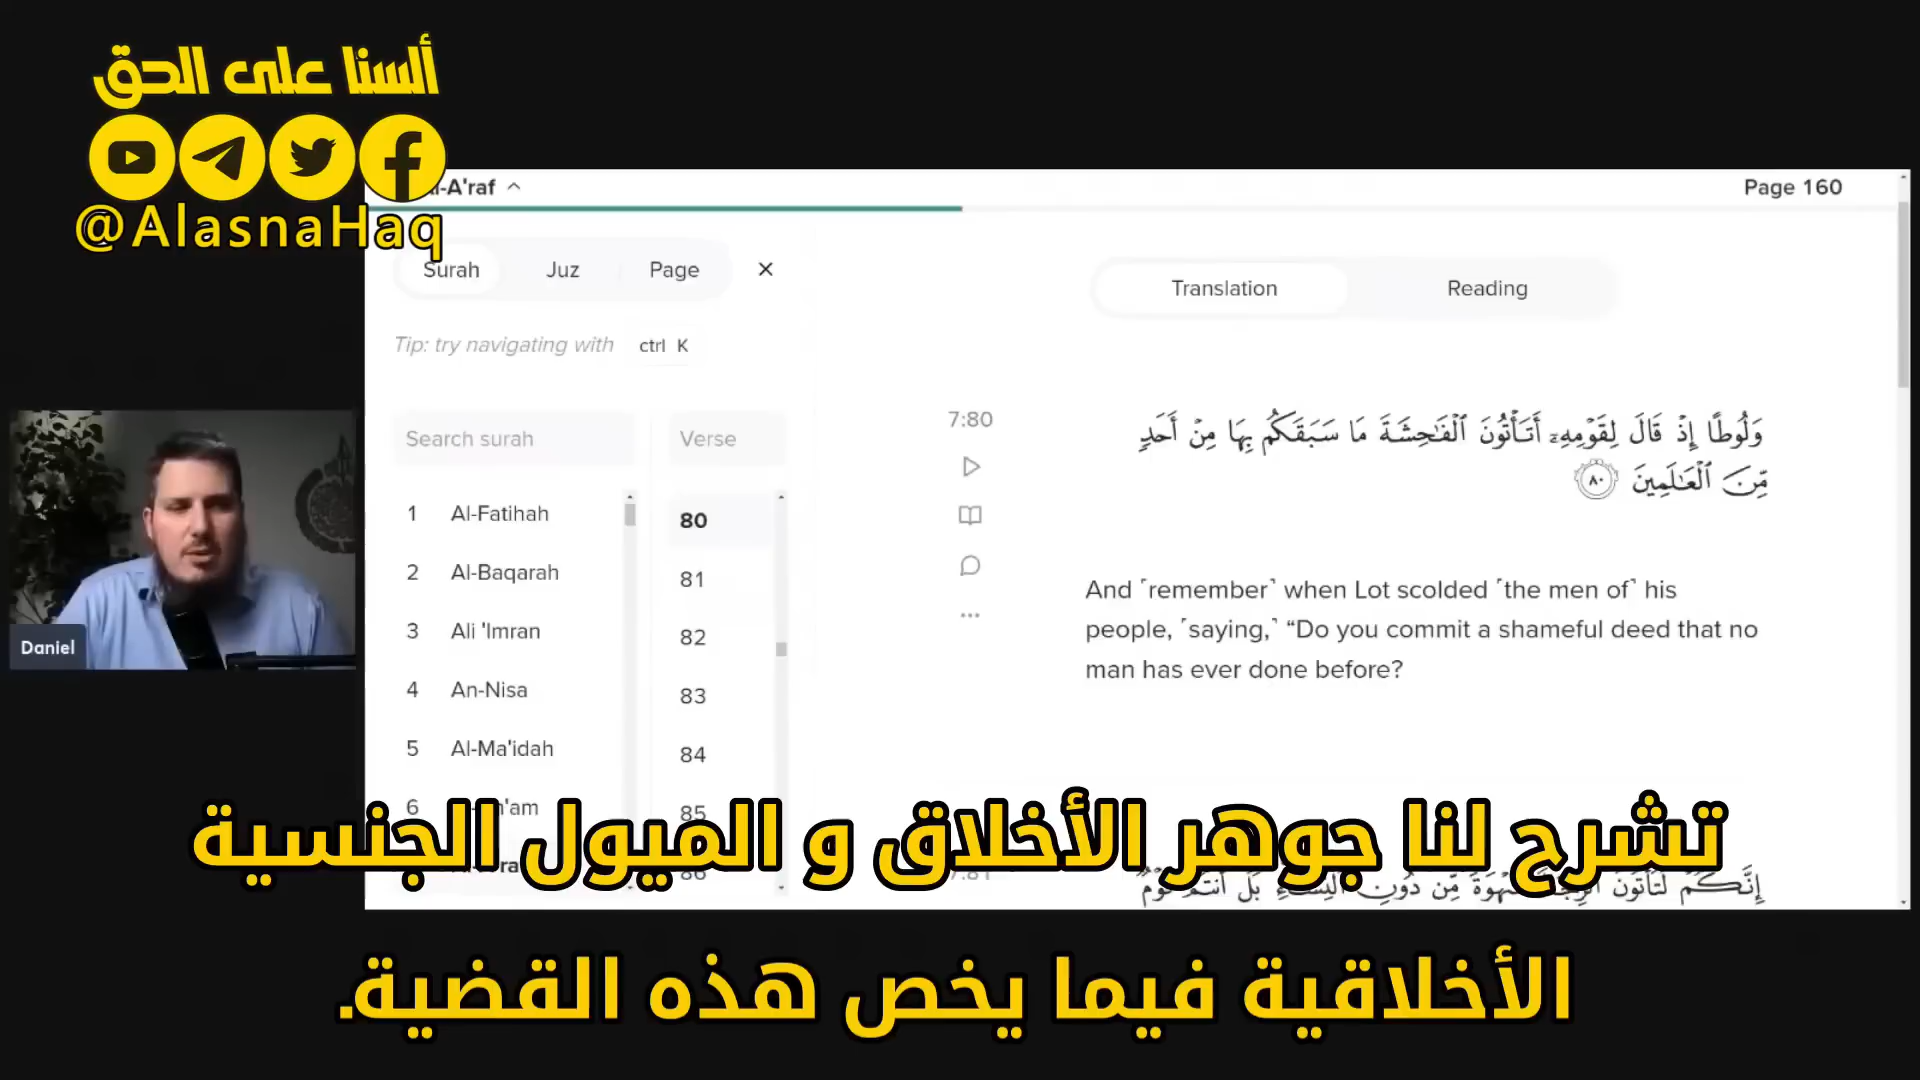 ألسنا على الحق
@AlasnaHaq
Page 160
Surah Juz Page
Translation Reading
Tip: try navigating with ctrl K
Search surah Verse
1 Al-Fatihah
2 Al-Baqarah
3 Ali 'Imran
4 An-Nisa
5 Al-Ma'idah
6
80
81
82
83
84
85
86
7:80
وَلُوطًا إِذْ قَالَ لِقَوْمِهِۦٓ أَتَأْتُونَ ٱلْفَـٰحِشَةَ مَا سَبَقَكُم بِهَا مِنْ أَحَدٍ
مِّنَ ٱلْعَـٰلَمِينَ ٨٠
And ˹remember˺ when Lot scolded ˹the men of˺ his
people, ˹saying,˺ “Do you commit a shameful deed that no
man has ever done before?
7:81
Daniel
تشرح لنا جوهر الأخلاق و الميول الجنسية
الأخلاقية فيما يخص هذه القضية.